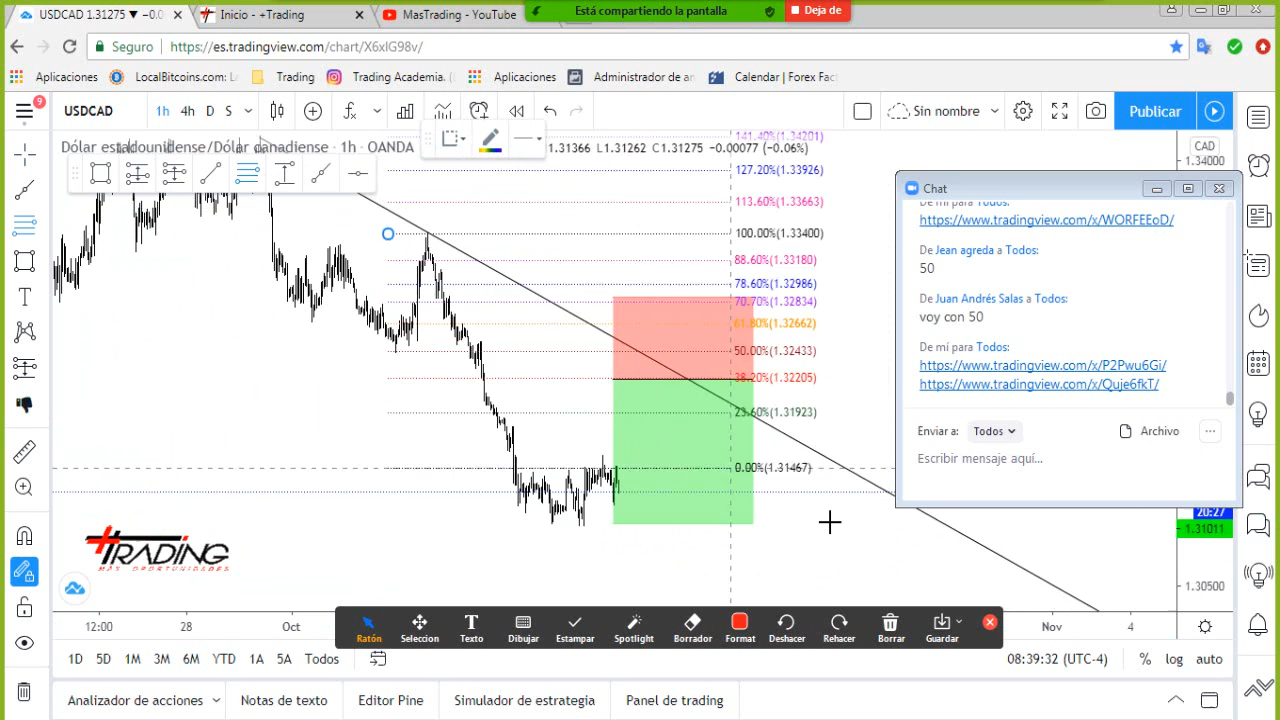 USDCAD 1.31275 ▼ −0.0
Inicio - +Trading
MasTrading - YouTube
Está compartiendo la pantalla
Deja de
Seguro
https://es.tradingview.com/chart/X6xIG98v/
Aplicaciones
LocalBitcoins.com: L
Trading
Trading Academia. (
Aplicaciones
Administrador de an
Calendar | Forex Fac
9
USDCAD
1h
4h
D
S
Sin nombre
Publicar
Dólar estadounidense/Dólar canadiense · 1h · OANDA
1.31366 L1.31262 C1.31275 −0.00077 (−0.06%)
CAD
1.34000
141.40%(1.34201)
127.20%(1.33926)
113.60%(1.33663)
100.00%(1.33400)
88.60%(1.33180)
78.60%(1.32986)
70.70%(1.32834)
61.80%(1.32662)
50.00%(1.32433)
38.20%(1.32205)
23.60%(1.31923)
0.00%(1.31467)
Chat
De mí para Todos:
https://www.tradingview.com/x/WORFEEoD/
De Jean agreda a Todos:
50
De Juan Andrés Salas a Todos:
voy con 50
De mí para Todos:
https://www.tradingview.com/x/P2Pwu6Gi/
https://www.tradingview.com/x/Quje6fkT/
Enviar a:
Todos
Archivo
Escribir mensaje aquí...
20:27
1.31011
1.30500
+TRADING
MÁS OPORTUNIDADES
12:00
28
Oct
Nov
4
Ratón
Seleccion
Texto
Dibujar
Estampar
Spotlight
Borrador
Format
Deshacer
Rehacer
Borrar
Guardar
1D
5D
1M
3M
6M
YTD
1A
5A
Todos
08:39:32 (UTC-4)
%
log
auto
Analizador de acciones
Notas de texto
Editor Pine
Simulador de estrategia
Panel de trading